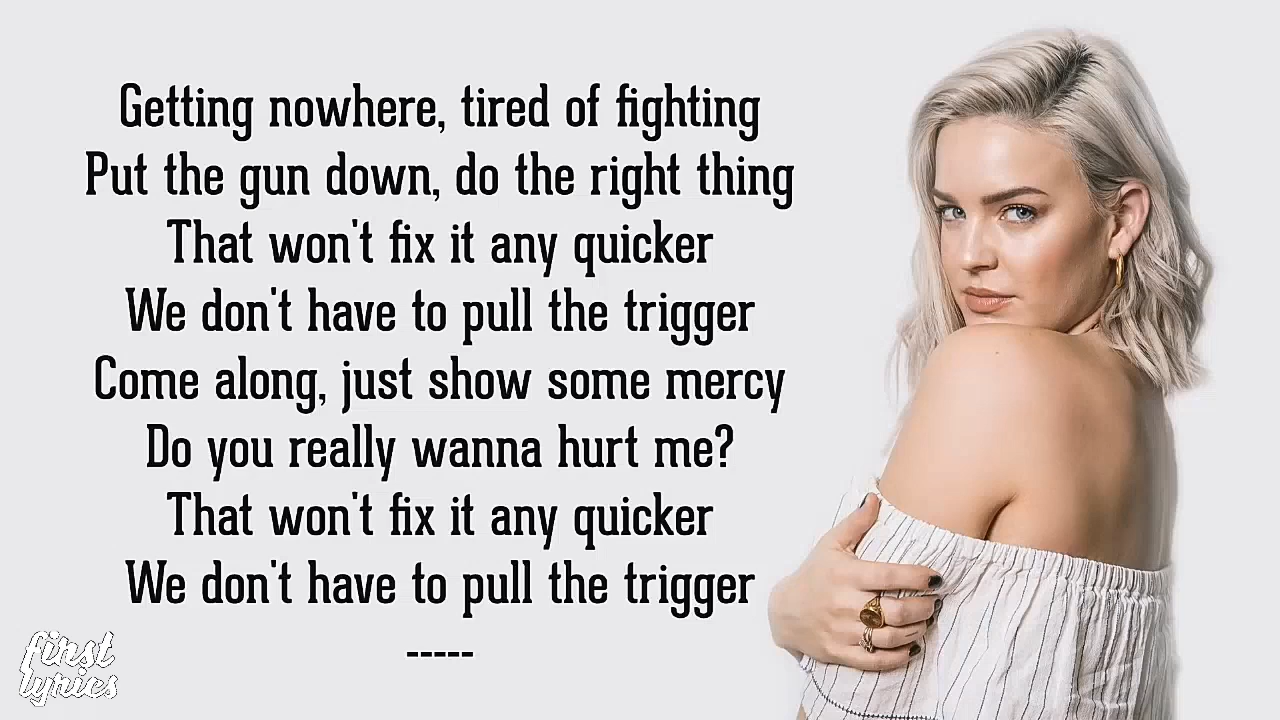 Getting nowhere, tired of fighting
Put the gun down, do the right thing
That won't fix it any quicker
We don't have to pull the trigger
Come along, just show some mercy
Do you really wanna hurt me?
That won't fix it any quicker
We don't have to pull the trigger
-----
first
lyrics